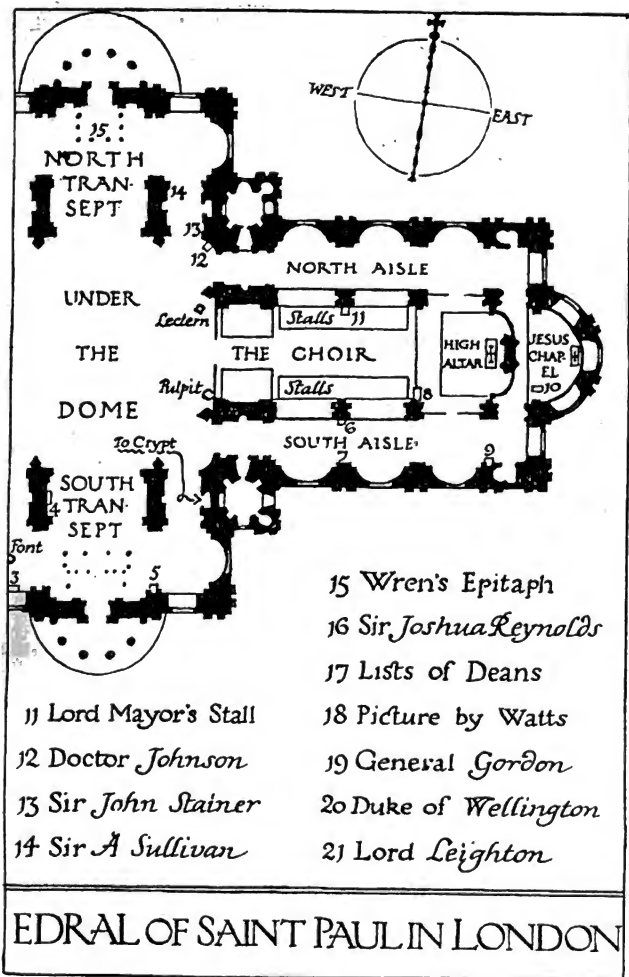 WEST
EAST
15
NORTH
TRAN-
SEPT
14
13
12
NORTH AISLE
UNDER
THE
DOME
Lectern
Stalls
11
THE CHOIR
HIGH
ALTAR
JESUS
CHAP-
EL
10
Pulpit
Stalls
8
6
To Crypt
SOUTH AISLE
7
9
SOUTH
TRAN-
SEPT
4
Font
3
5
11 Lord Mayor's Stall
12 Doctor Johnson
13 Sir John Stainer
14 Sir A Sullivan
15 Wren's Epitaph
16 Sir Joshua Reynolds
17 Lists of Deans
18 Picture by Watts
19 General Gordon
20 Duke of Wellington
21 Lord Leighton
EDRAL OF SAINT PAUL IN LONDON